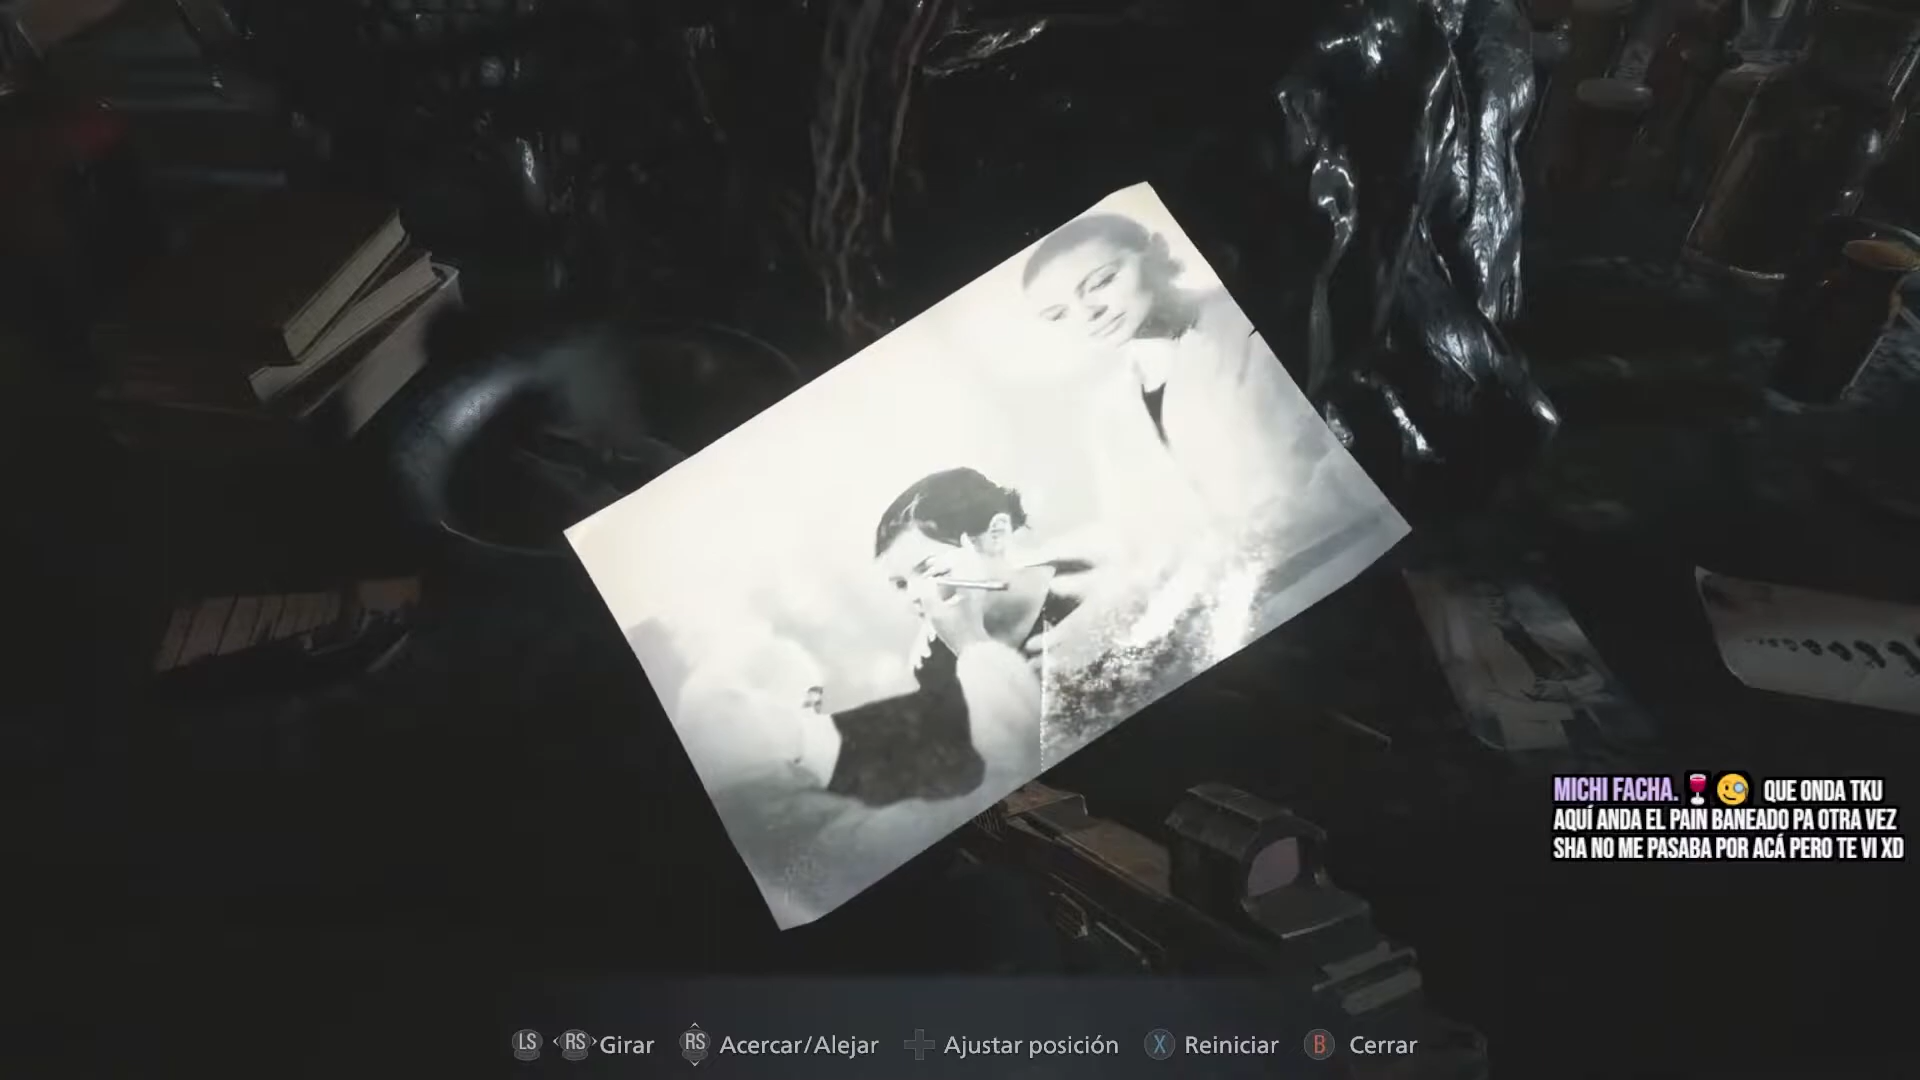 MICHI FACHA. QUE ONDA TKU
AQUÍ ANDA EL PAIN BANEADO PA OTRA VEZ
SHA NO ME PASABA POR ACÁ PERO TE VI XD
LS RS Girar RS Acercar/Alejar Ajustar posición X Reiniciar B Cerrar